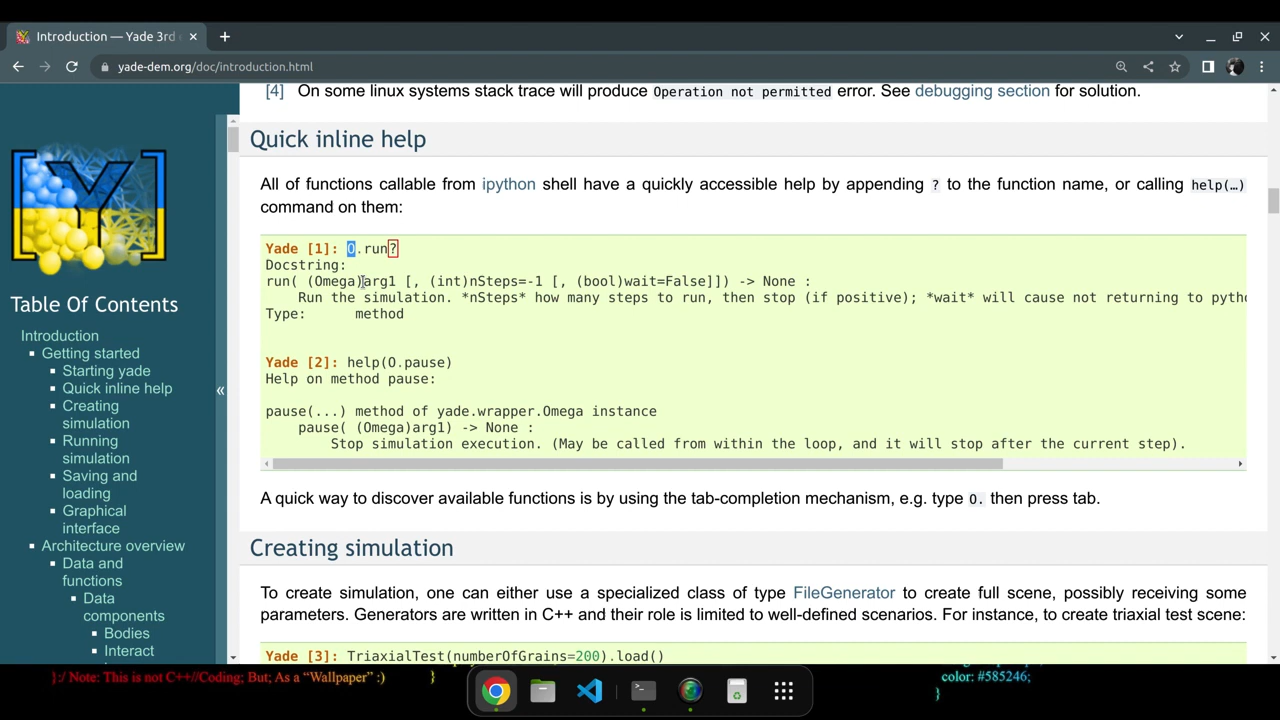 Introduction — Yade 3rd
yade-dem.org/doc/introduction.html
[4] On some linux systems stack trace will produce Operation not permitted error. See debugging section for solution.
Quick inline help
All of functions callable from ipython shell have a quickly accessible help by appending ? to the function name, or calling help(…)
command on them:
Yade [1]: O.run?
Docstring:
run( (Omega)arg1 [, (int)nSteps=-1 [, (bool)wait=False]]) -> None :
Run the simulation. *nSteps* how many steps to run, then stop (if positive); *wait* will cause not returning to pytho
Type: method
Yade [2]: help(O.pause)
Help on method pause:
pause(...) method of yade.wrapper.Omega instance
pause( (Omega)arg1) -> None :
Stop simulation execution. (May be called from within the loop, and it will stop after the current step).
A quick way to discover available functions is by using the tab-completion mechanism, e.g. type O. then press tab.
Creating simulation
To create simulation, one can either use a specialized class of type FileGenerator to create full scene, possibly receiving some
parameters. Generators are written in C++ and their role is limited to well-defined scenarios. For instance, to create triaxial test scene:
Yade [3]: TriaxialTest(numberOfGrains=200).load()
[Y]
Table Of Contents
Introduction
Getting started
Starting yade
Quick inline help
Creating
simulation
Running
simulation
Saving and
loading
Graphical
interface
Architecture overview
Data and
functions
Data
components
Bodies
Interact
«
}:/ Note: This is not C++//Coding; But; As a “Wallpaper” :) }
color: #585246;
}